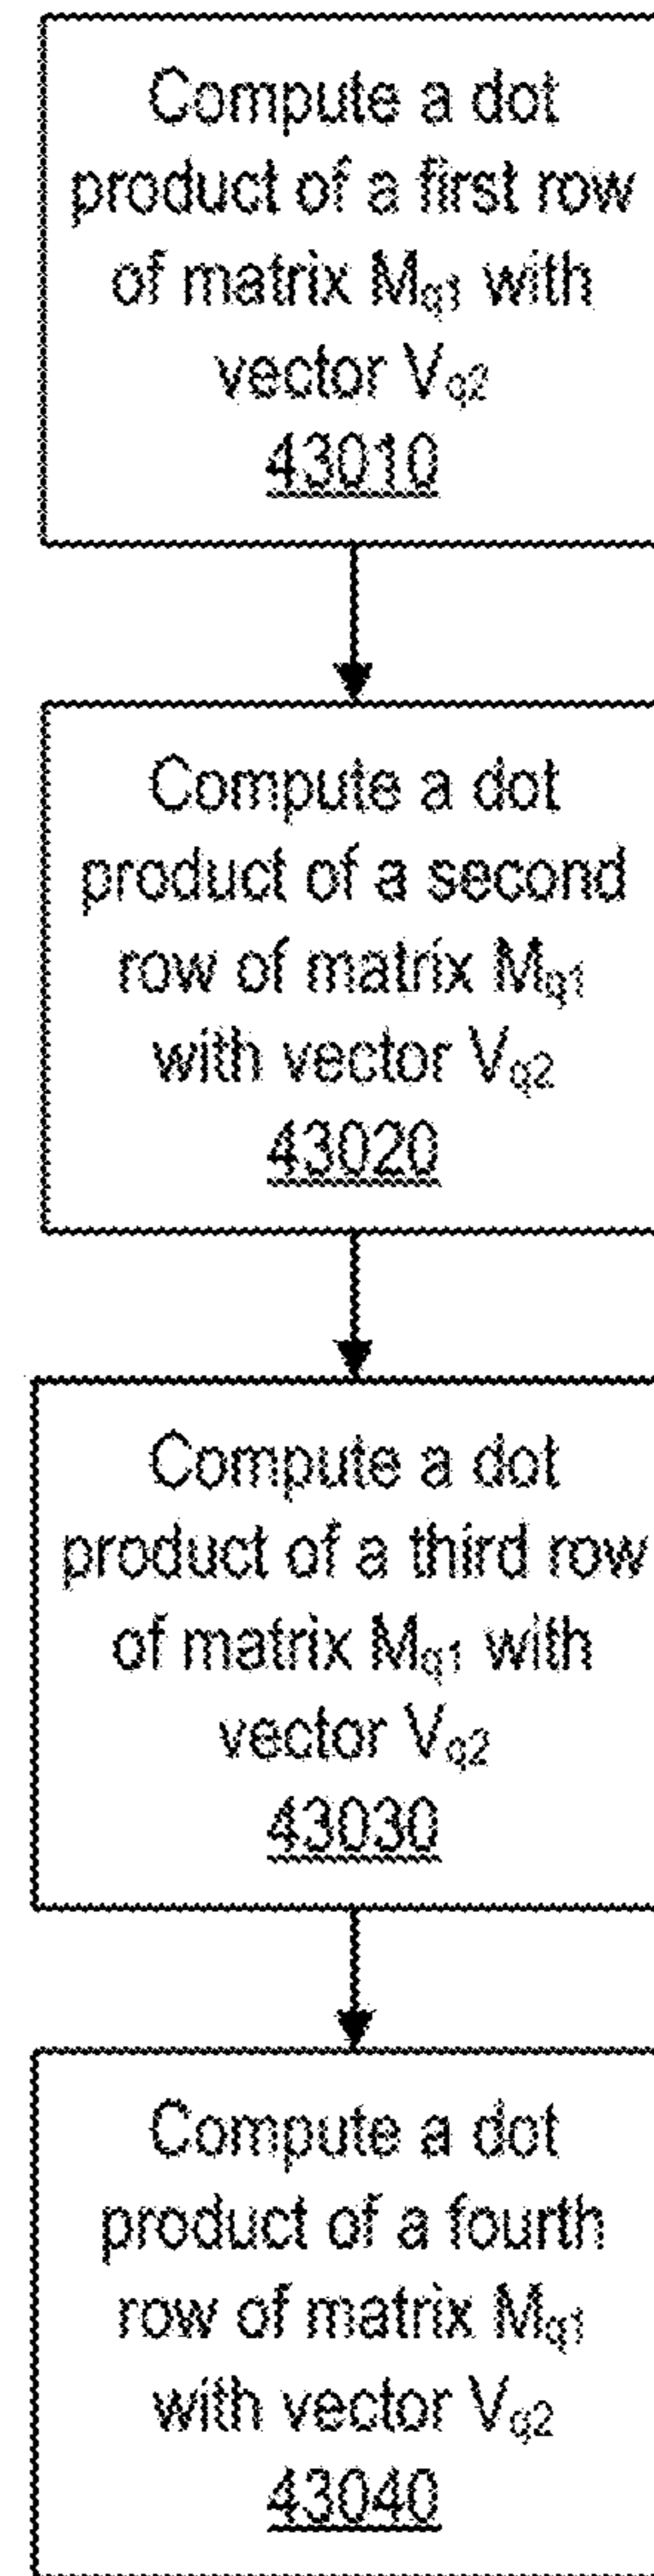 Compute a dot
product of a first row
of matrix Mq1 with
vector Vq2
43010
Compute a dot
product of a second
row of matrix Mq1
with vector Vq2
43020
Compute a dot
product of a third row
of matrix Mq1 with
vector Vq2
43030
Compute a dot
product of a fourth
row of matrix Mq1
with vector Vq2
43040